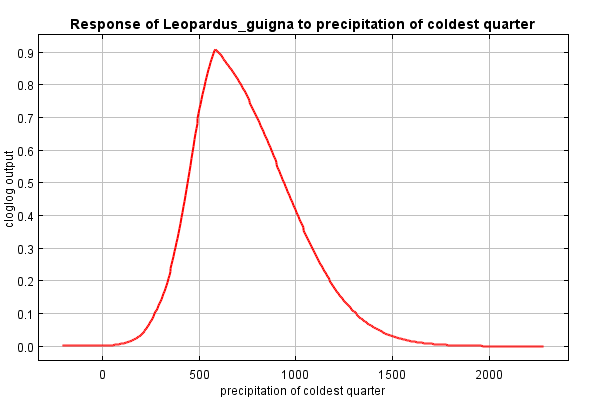 Response of Leopardus_guigna to precipitation of coldest quarter
cloglog output
0.9
0.8
0.7
0.6
0.5
0.4
0.3
0.2
0.1
0.0
0 500 1000 1500 2000
precipitation of coldest quarter